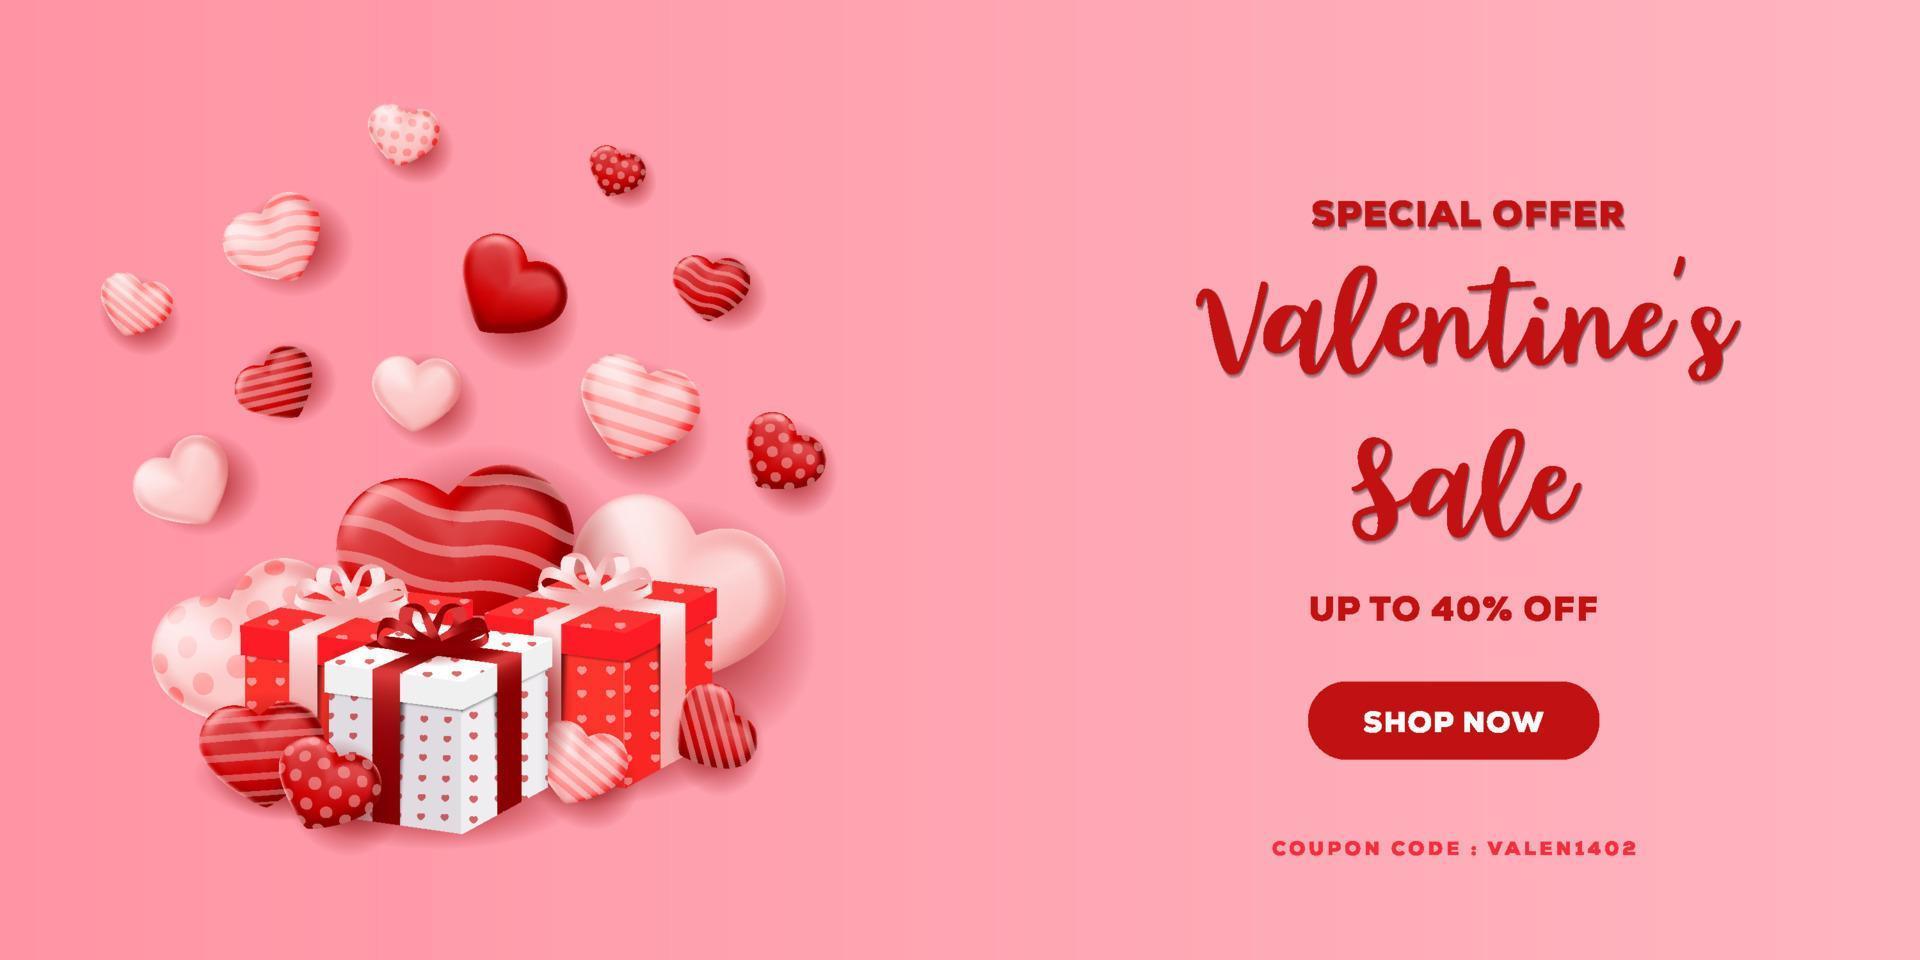 SPECIAL OFFER
Valentine's
Sale
UP TO 40% OFF
SHOP NOW
COUPON CODE : VALEN1402